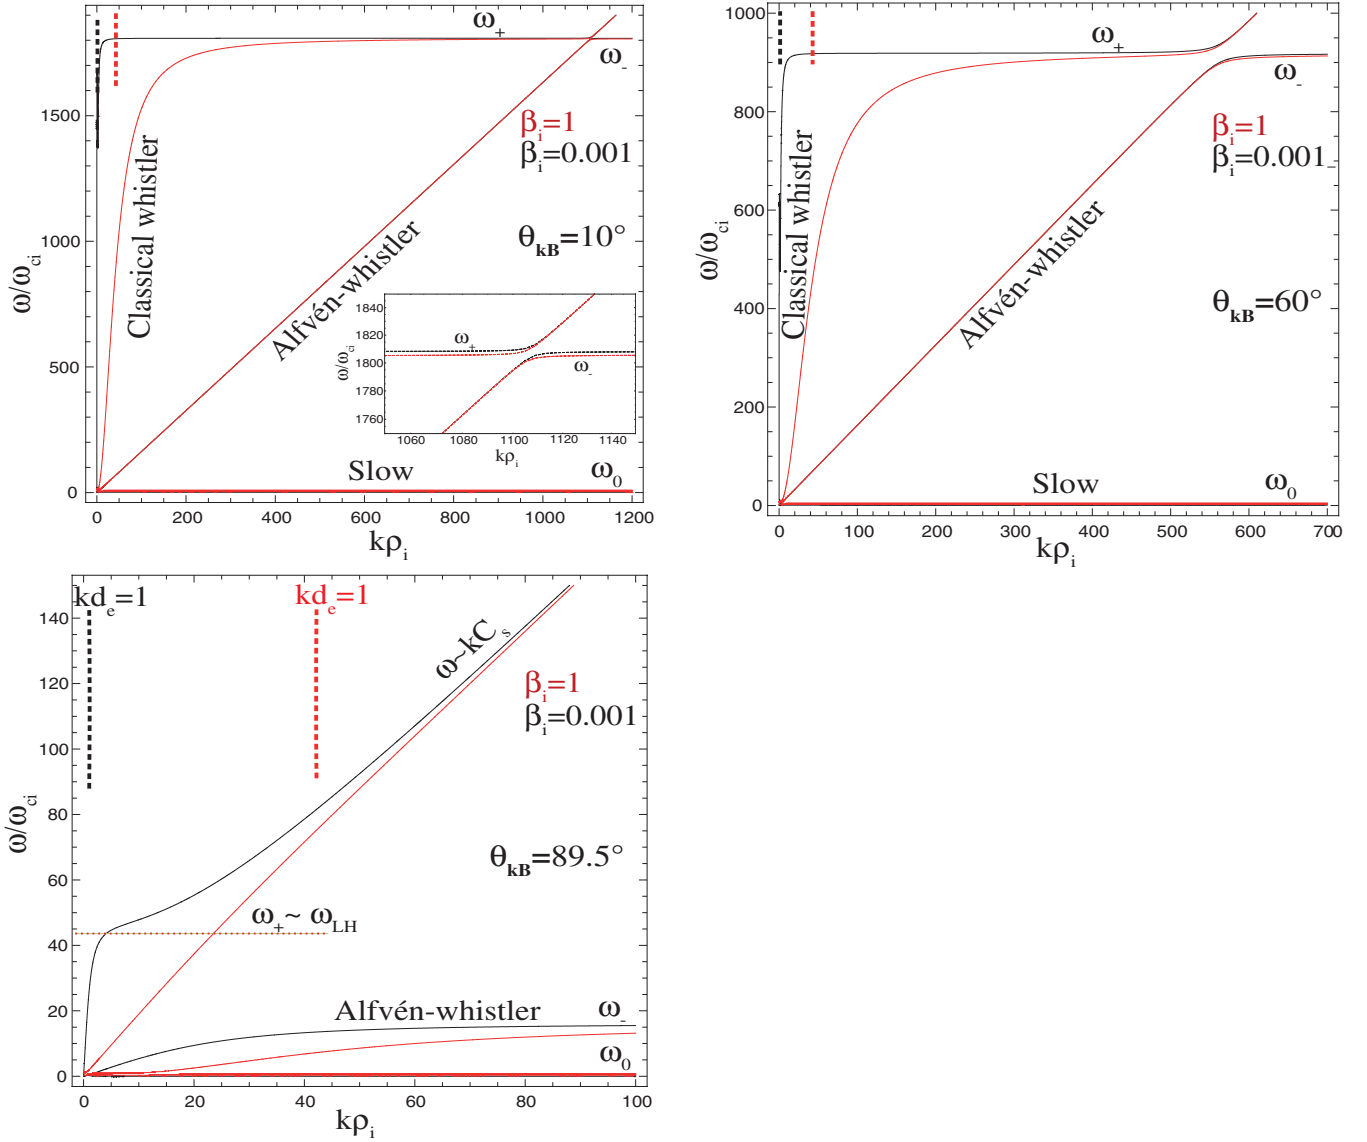 ω+
ω-
1500
1000
500
0
ω/ωci
Classical whistler
Alfvén-whistler
βi=1
βi=0.001
θkB=10°
1840
1820
1800
1780
1760
ω/ωci
ω+
ω-
1060 1080 1100 1120 1140
kρi
Slow
ω0
0 200 400 600 800 1000 1200
kρi
1000
800
600
400
200
0
ω/ωci
ω+
ω-
Classical whistler
Alfvén-whistler
βi=1
βi=0.001
θkB=60°
Slow
ω0
0 100 200 300 400 500 600 700
kρi
kde=1
kde=1
140
120
100
80
60
40
20
0
ω/ωci
ω~kCs
βi=1
βi=0.001
θkB=89.5°
ω+~ ωLH
Alfvén-whistler
ω-
ω0
0 20 40 60 80 100
kρi